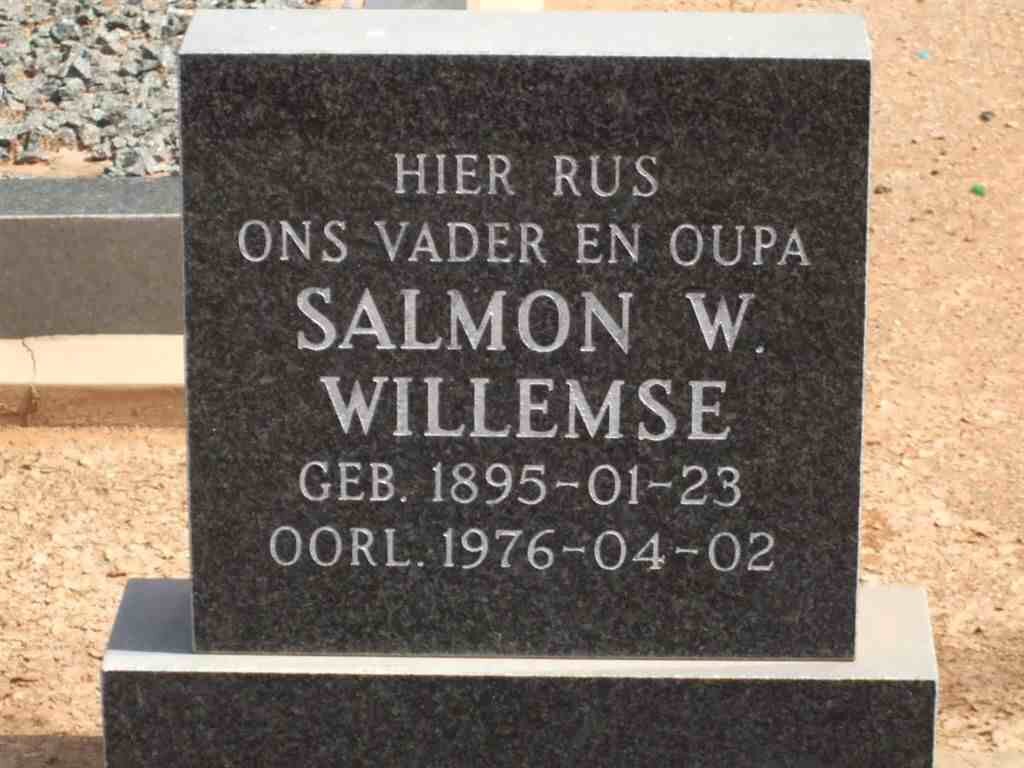 HIER RUS
ONS VADER EN OUPA
SALMON W.
WILLEMSE
GEB. 1895-01-23
OORL. 1976-04-02